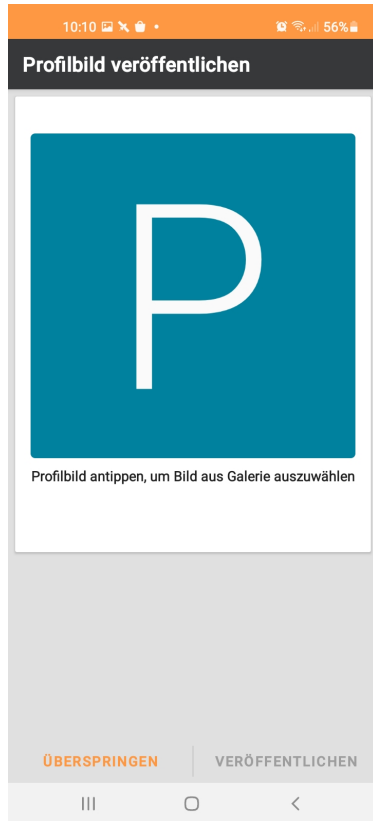 10:10 56%
Profilbild veröffentlichen
P
Profilbild antippen, um Bild aus Galerie auszuwählen
ÜBERSPRINGEN VERÖFFENTLICHEN